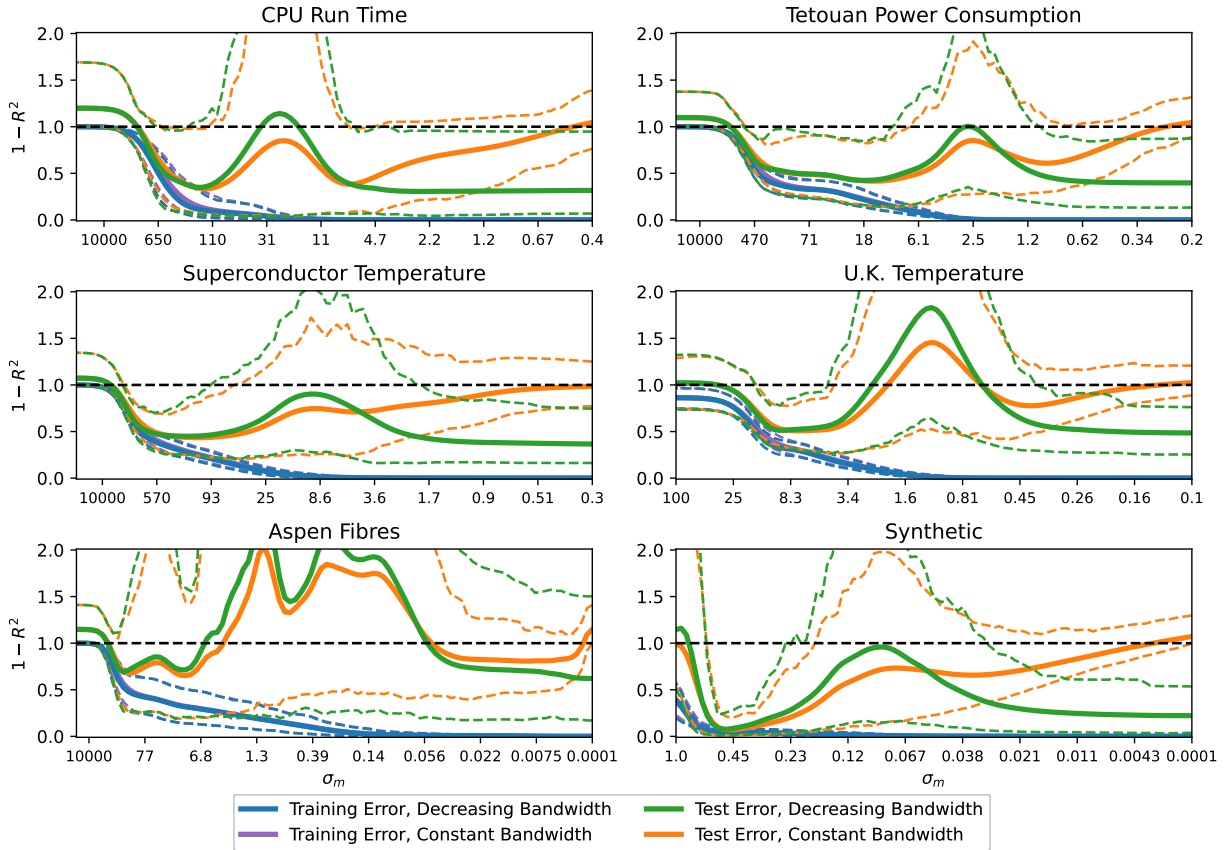 CPU Run Time
2.0
1.5
1.0
0.5
0.0
1 − R²
10000 650 110 31 11 4.7 2.2 1.2 0.67 0.4
Tetouan Power Consumption
2.0
1.5
1.0
0.5
0.0
10000 470 71 18 6.1 2.5 1.2 0.62 0.34 0.2
Superconductor Temperature
2.0
1.5
1.0
0.5
0.0
1 − R²
10000 570 93 25 8.6 3.6 1.7 0.9 0.51 0.3
U.K. Temperature
2.0
1.5
1.0
0.5
0.0
100 25 8.3 3.4 1.6 0.81 0.45 0.26 0.16 0.1
Aspen Fibres
2.0
1.5
1.0
0.5
0.0
1 − R²
10000 77 6.8 1.3 0.39 0.14 0.056 0.022 0.0075 0.0001
σₘ
Synthetic
2.0
1.5
1.0
0.5
0.0
1.0 0.45 0.23 0.12 0.067 0.038 0.021 0.011 0.0043 0.0001
σₘ
Training Error, Decreasing Bandwidth
Training Error, Constant Bandwidth
Test Error, Decreasing Bandwidth
Test Error, Constant Bandwidth